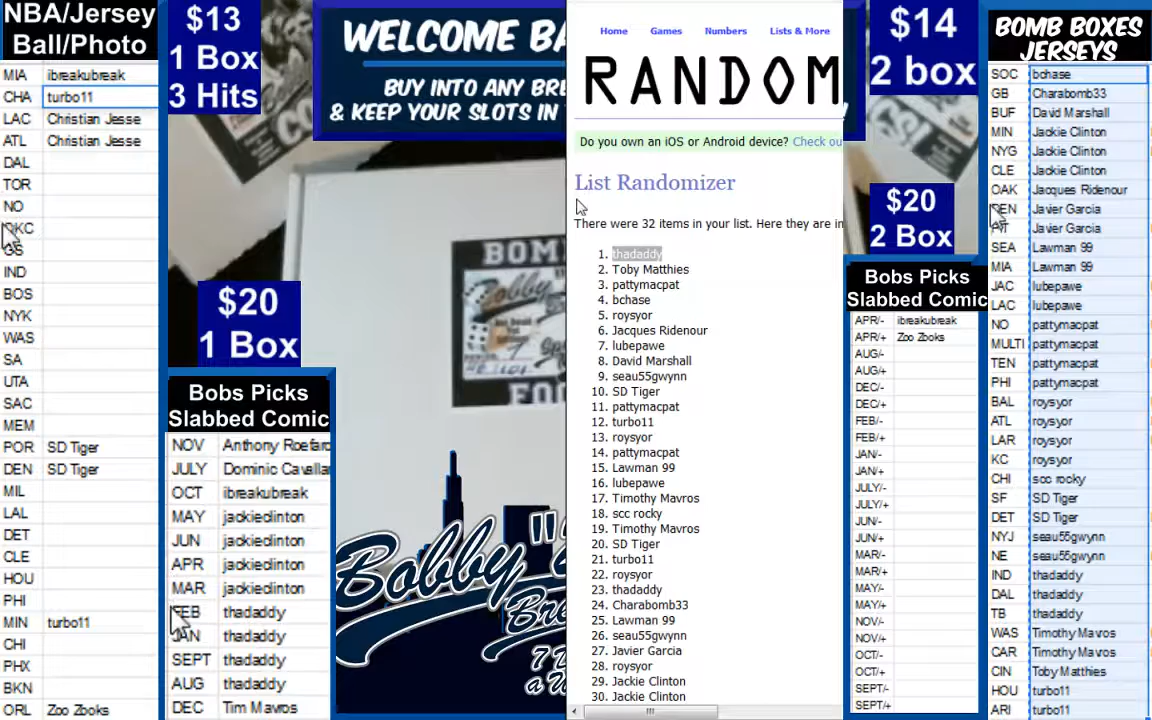 NBA/Jersey
Ball/Photo
MIA ibreakubreak
CHA turbo11
LAC Christian Jesse
ATL Christian Jesse
DAL
TOR
NO
OKC
GS
IND
BOS
NYK
WAS
SA
UTA
SAC
MEM
POR SD Tiger
DEN SD Tiger
MIL
LAL
DET
CLE
HOU
PHI
MIN turbo11
CHI
PHX
BKN
ORL Zoo Zboks
$13
1 Box
3 Hits
$20
1 Box
Bobs Picks
Slabbed Comic
NOV Anthony Roefaro
JULY Dominic Cavallar
OCT ibreakubreak
MAY jackieclinton
JUN jackieclinton
APR jackieclinton
MAR jackieclinton
FEB thadaddy
JAN thadaddy
SEPT thadaddy
AUG thadaddy
DEC Tim Mavros
WELCOME BA
BUY INTO ANY BRE
& KEEP YOUR SLOTS IN T
BOM
Bobby
FOO
Bobby "
Bre
7 D
a W
Home Games Numbers Lists & More
RANDOM
Do you own an iOS or Android device? Check ou
List Randomizer
There were 32 items in your list. Here they are in
1. thadaddy
2. Toby Matthies
3. pattymacpat
4. bchase
5. roysyor
6. Jacques Ridenour
7. lubepawe
8. David Marshall
9. seau55gwynn
10. SD Tiger
11. pattymacpat
12. turbo11
13. roysyor
14. pattymacpat
15. Lawman 99
16. lubepawe
17. Timothy Mavros
18. scc rocky
19. Timothy Mavros
20. SD Tiger
21. turbo11
22. roysyor
23. thadaddy
24. Charabomb33
25. Lawman 99
26. seau55gwynn
27. Javier Garcia
28. roysyor
29. Jackie Clinton
30. Jackie Clinton
$14
2 box
$20
2 Box
Bobs Picks
Slabbed Comic
APR/- ibreakubreak
APR/+ Zoo Zboks
AUG/-
AUG/+
DEC/-
DEC/+
FEB/-
FEB/+
JAN/-
JAN/+
JULY/-
JULY/+
JUN/-
JUN/+
MAR/-
MAR/+
MAY/-
MAY/+
NOV/-
NOV/+
OCT/-
OCT/+
SEPT/-
SEPT/+
BOMB BOXES
JERSEYS
SOC bchase
GB Charabomb33
BUF David Marshall
MIN Jackie Clinton
NYG Jackie Clinton
CLE Jackie Clinton
OAK Jacques Ridenour
DEN Javier Garcia
PIT Javier Garcia
SEA Lawman 99
MIA Lawman 99
JAC lubepawe
LAC lubepawe
NO pattymacpat
MULTI pattymacpat
TEN pattymacpat
PHI pattymacpat
BAL roysyor
ATL roysyor
LAR roysyor
KC roysyor
CHI scc rocky
SF SD Tiger
DET SD Tiger
NYJ seau55gwynn
NE seau55gwynn
IND thadaddy
DAL thadaddy
TB thadaddy
WAS Timothy Mavros
CAR Timothy Mavros
CIN Toby Matthies
HOU turbo11
ARI turbo11